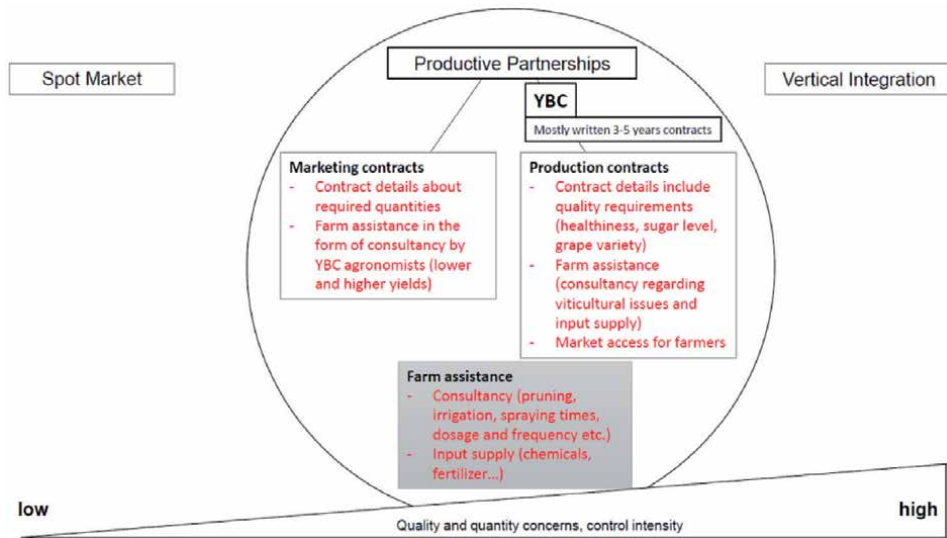 Productive Partnerships
Spot Market
Vertical Integration
YBC
Mostly written 3-5 years contracts
Marketing contracts
- Contract details about
required quantities
- Farm assistance in the
form of consultancy by
YBC agronomists (lower
and higher yields)
Production contracts
- Contract details include
quality requirements
(healthiness, sugar level,
grape variety)
- Farm assistance
(consultancy regarding
viticultural issues and
input supply)
- Market access for farmers
Farm assistance
- Consultancy (pruning,
irrigation, spraying times,
dosage and frequency etc.)
- Input supply (chemicals,
fertilizer...)
low
high
Quality and quantity concerns, control intensity